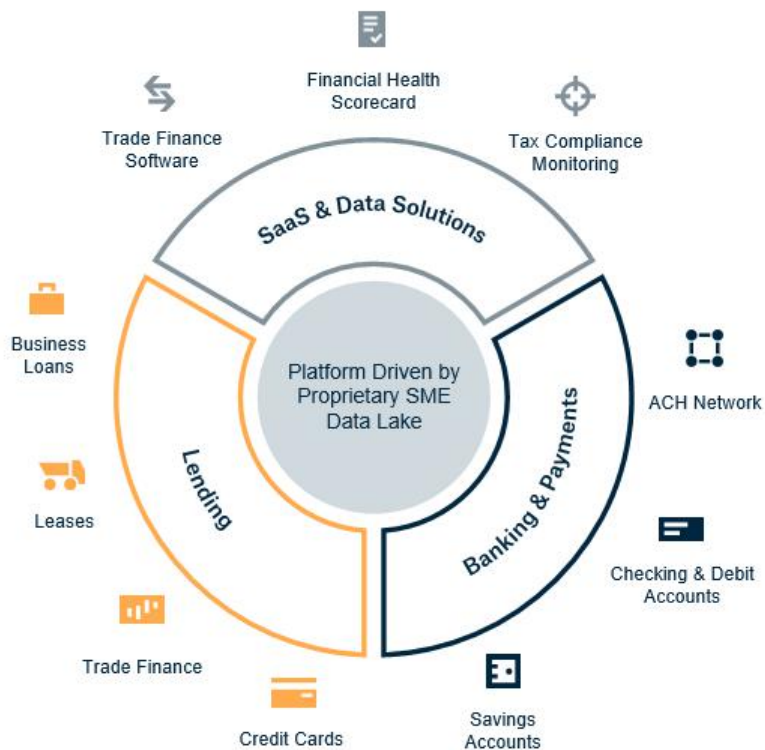 Financial Health
Scorecard
Trade Finance
Software
Tax Compliance
Monitoring
SaaS & Data Solutions
Business
Loans
Platform Driven by
Proprietary SME
Data Lake
ACH Network
Lending
Banking & Payments
Leases
Checking & Debit
Accounts
Trade Finance
Savings
Accounts
Credit Cards